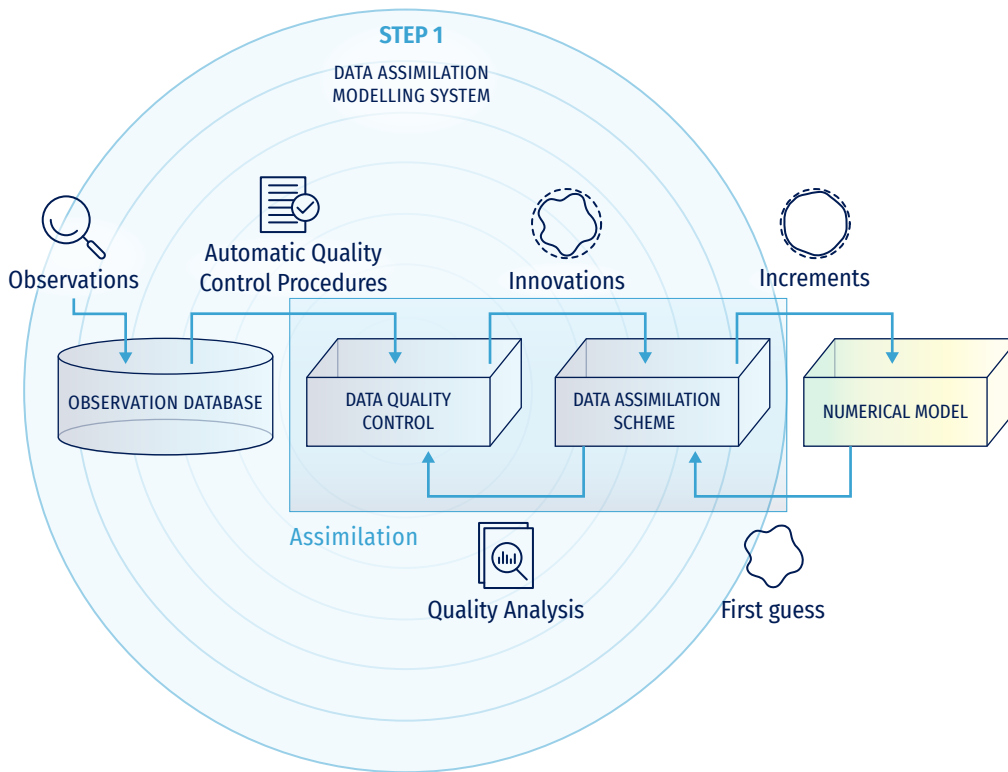 STEP 1
DATA ASSIMILATION
MODELLING SYSTEM
Observations
Automatic Quality
Control Procedures
Innovations
Increments
OBSERVATION DATABASE
DATA QUALITY
CONTROL
DATA ASSIMILATION
SCHEME
NUMERICAL MODEL
Assimilation
Quality Analysis
First guess